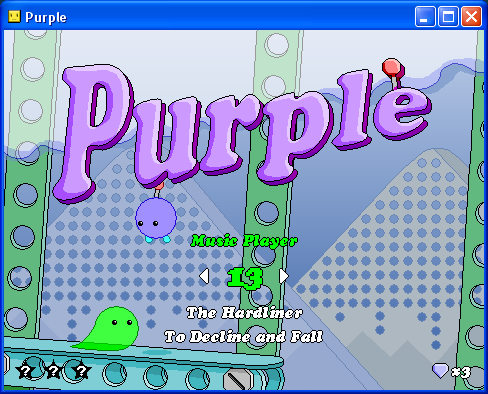 Purple
Purple
Music Player
13
The Hardliner
To Decline and Fall
? ? ? x3